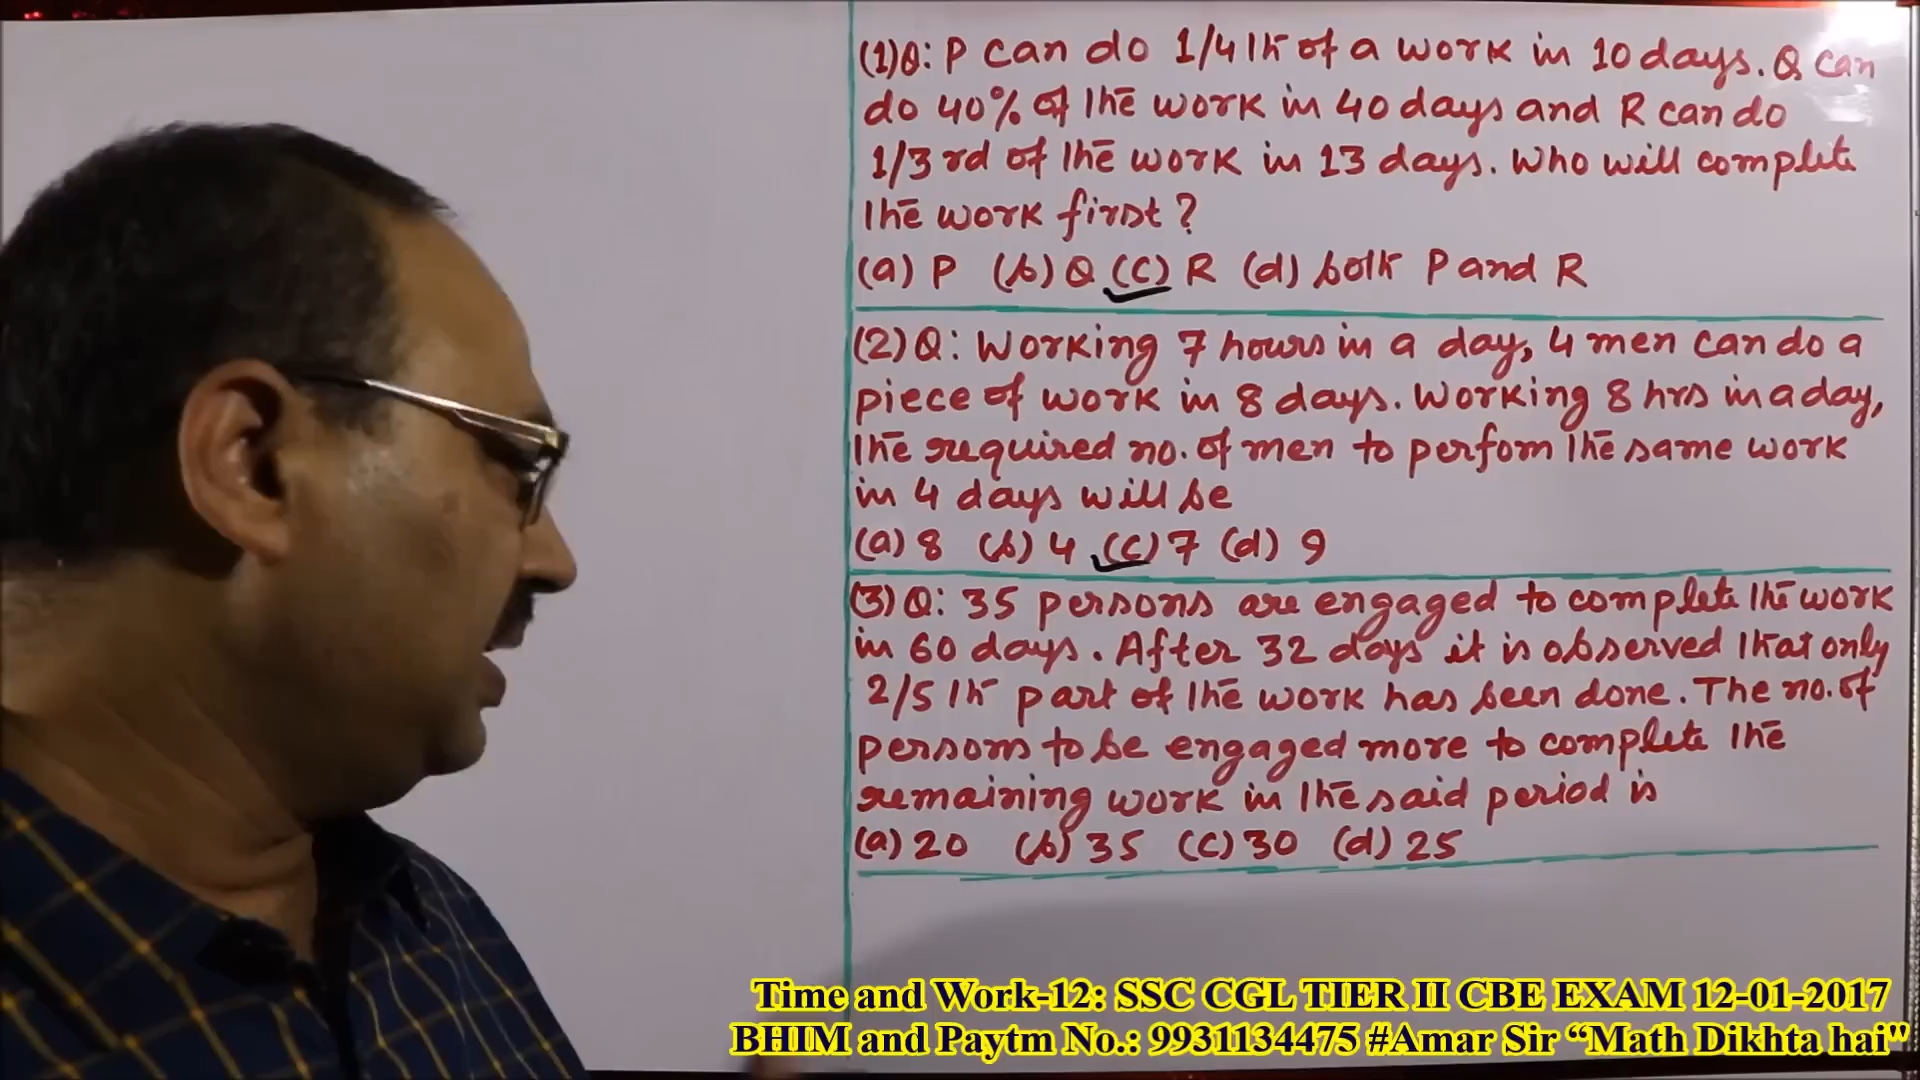 (1)Q: P can do 1/4 th of a work in 10 days. Q can
do 40% of the work in 40 days and R can do
1/3 rd of the work in 13 days. Who will complete
the work first?
(a) P (b) Q (c) R (d) both P and R
(2) Q: Working 7 hours in a day, 4 men can do a
piece of work in 8 days. Working 8 hrs in a day,
the required no. of men to perfom the same work
in 4 days will be
(a) 8 (b) 4 (c) 7 (d) 9
(3) Q: 35 persons are engaged to complete the work
in 60 days. After 32 days it is observed that only
2/5 th part of the work has been done. The no. of
persons to be engaged more to complete the
remaining work in the said period is
(a) 20 (b) 35 (c) 30 (d) 25
Time and Work-12: SSC CGL TIER II CBE EXAM 12-01-2017
BHIM and Paytm No.: 9931134475 #Amar Sir “Math Dikhta hai"